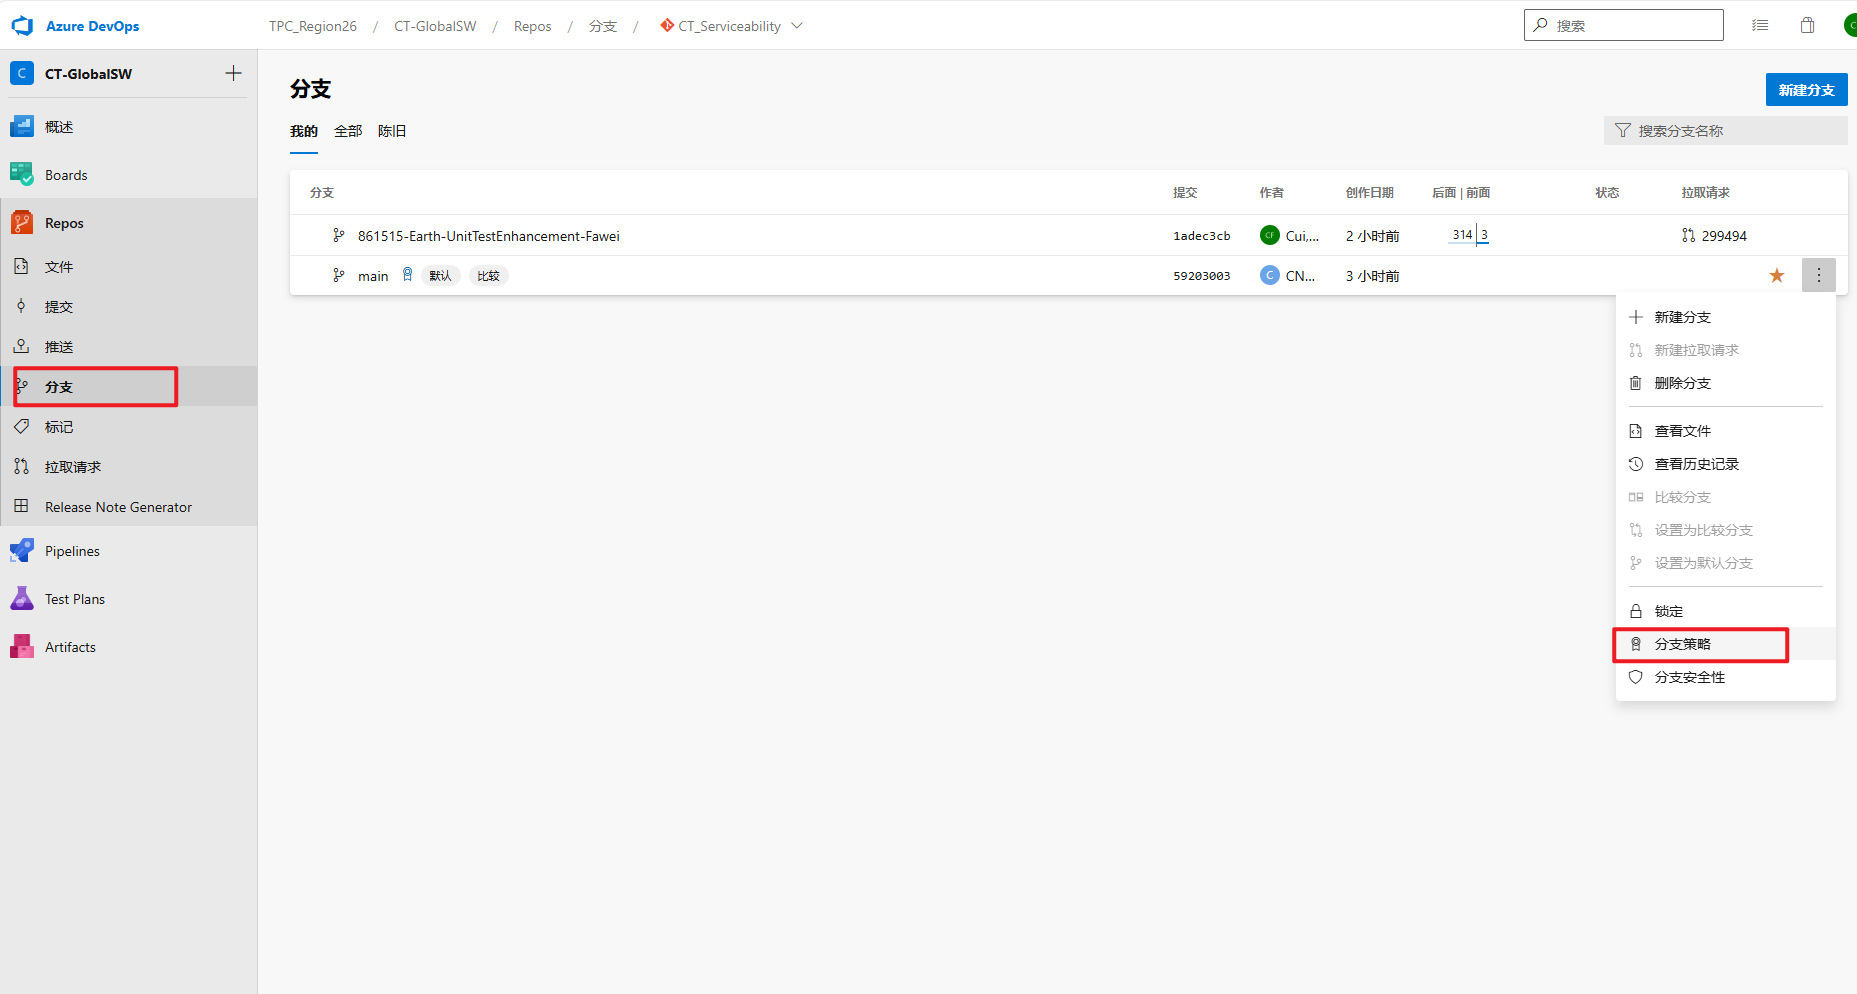 Azure DevOps
TPC_Region26 / CT-GlobalSW / Repos / 分支 / CT_Serviceability
搜索
C
C CT-GlobalSW
概述
Boards
Repos
文件
提交
推送
分支
标记
拉取请求
Release Note Generator
Pipelines
Test Plans
Artifacts
分支
新建分支
我的 全部 陈旧
搜索分支名称
分支 提交 作者 创作日期 后面 | 前面 状态 拉取请求
861515-Earth-UnitTestEnhancement-Fawei 1adec3cb CF Cui,... 2 小时前 314 3 299494
main 默认 比较 59203003 C CN... 3 小时前
新建分支
新建拉取请求
删除分支
查看文件
查看历史记录
比较分支
设置为比较分支
设置为默认分支
锁定
分支策略
分支安全性